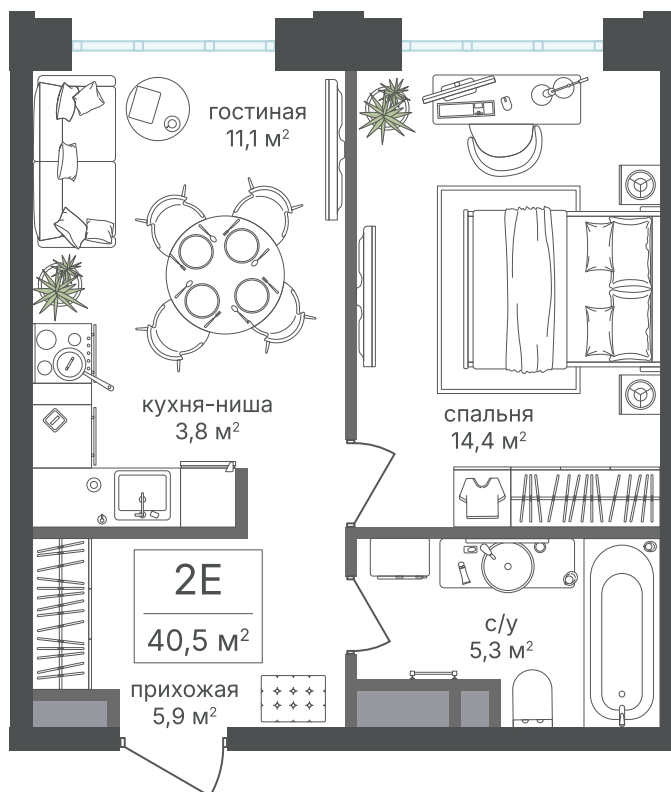 гостиная
11,1 м²
кухня-ниша
3,8 м²
спальня
14,4 м²
2Е
40,5 м²
с/у
5,3 м²
прихожая
5,9 м²